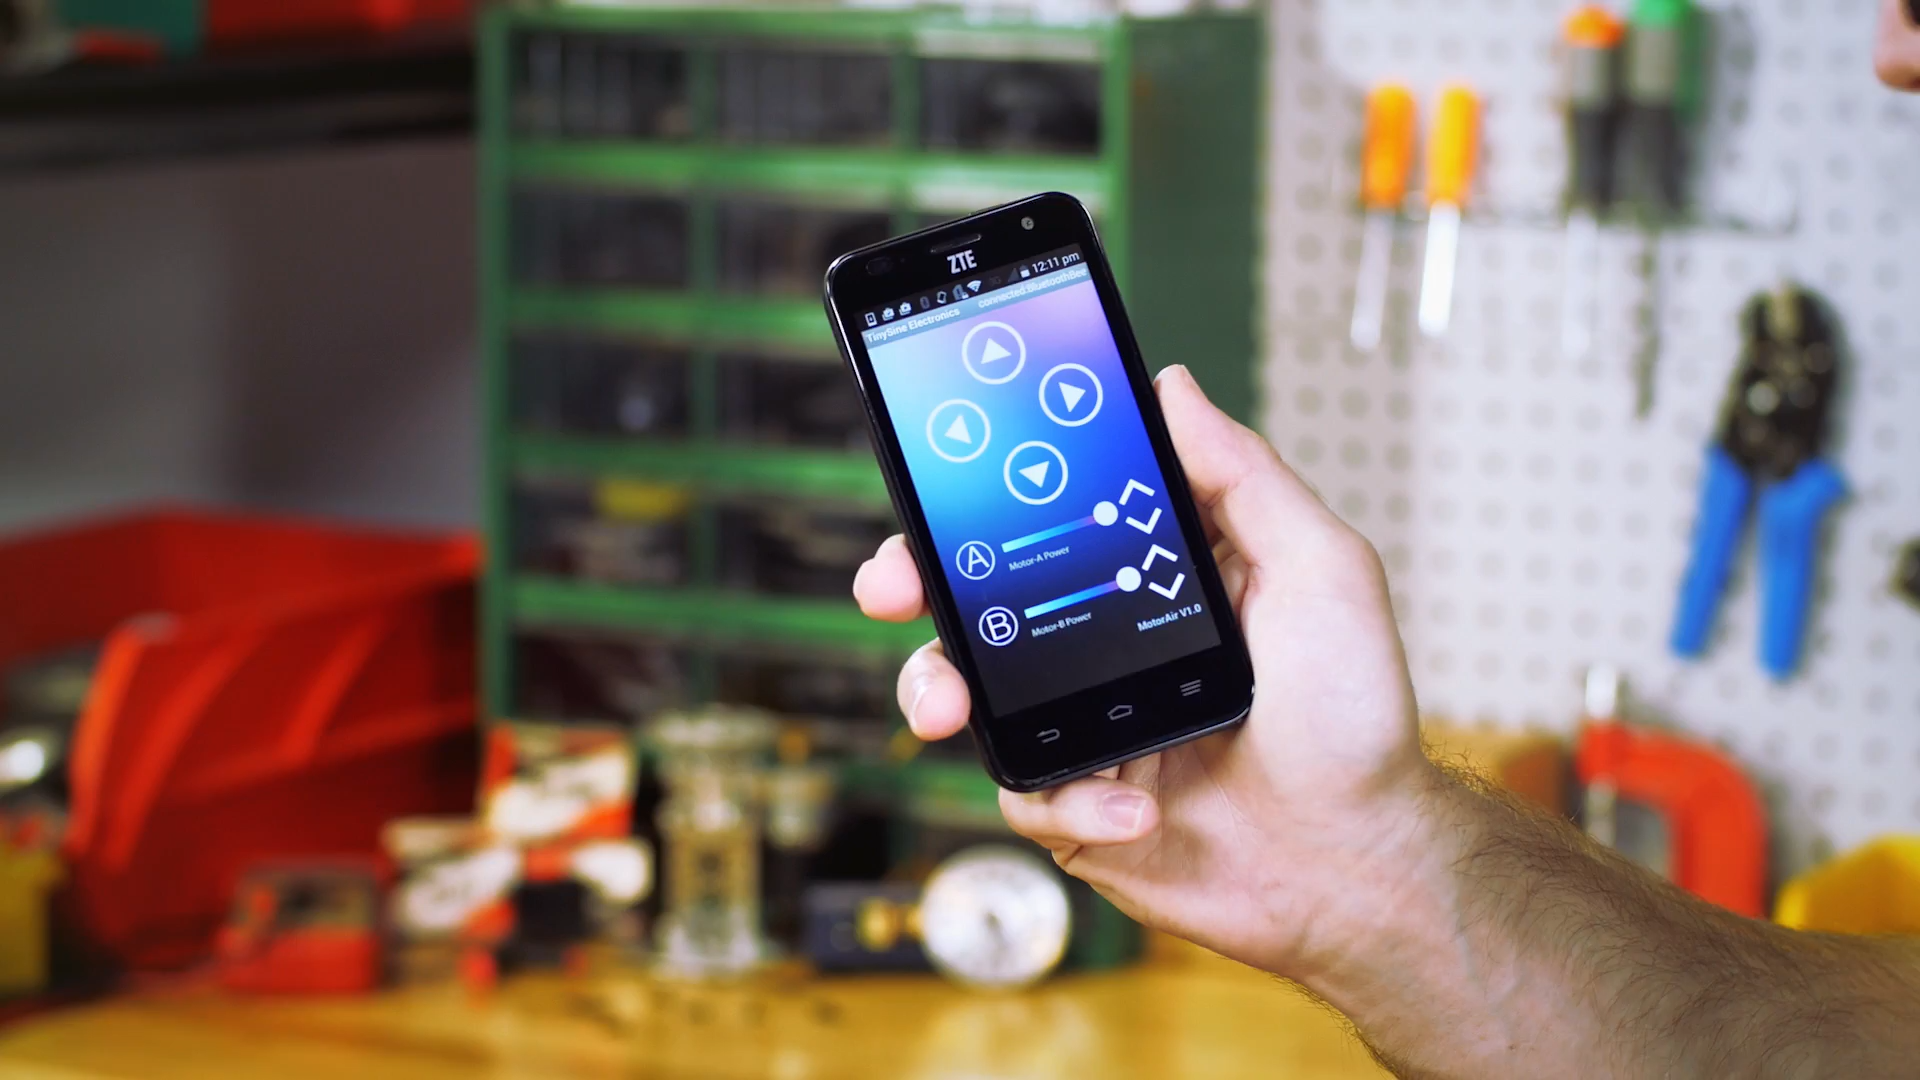 ZTE
12:11 pm
TinySine Electronics
connected:BluetoothBee
A
Motor-A Power
B
Motor-B Power
MotorAir V1.0